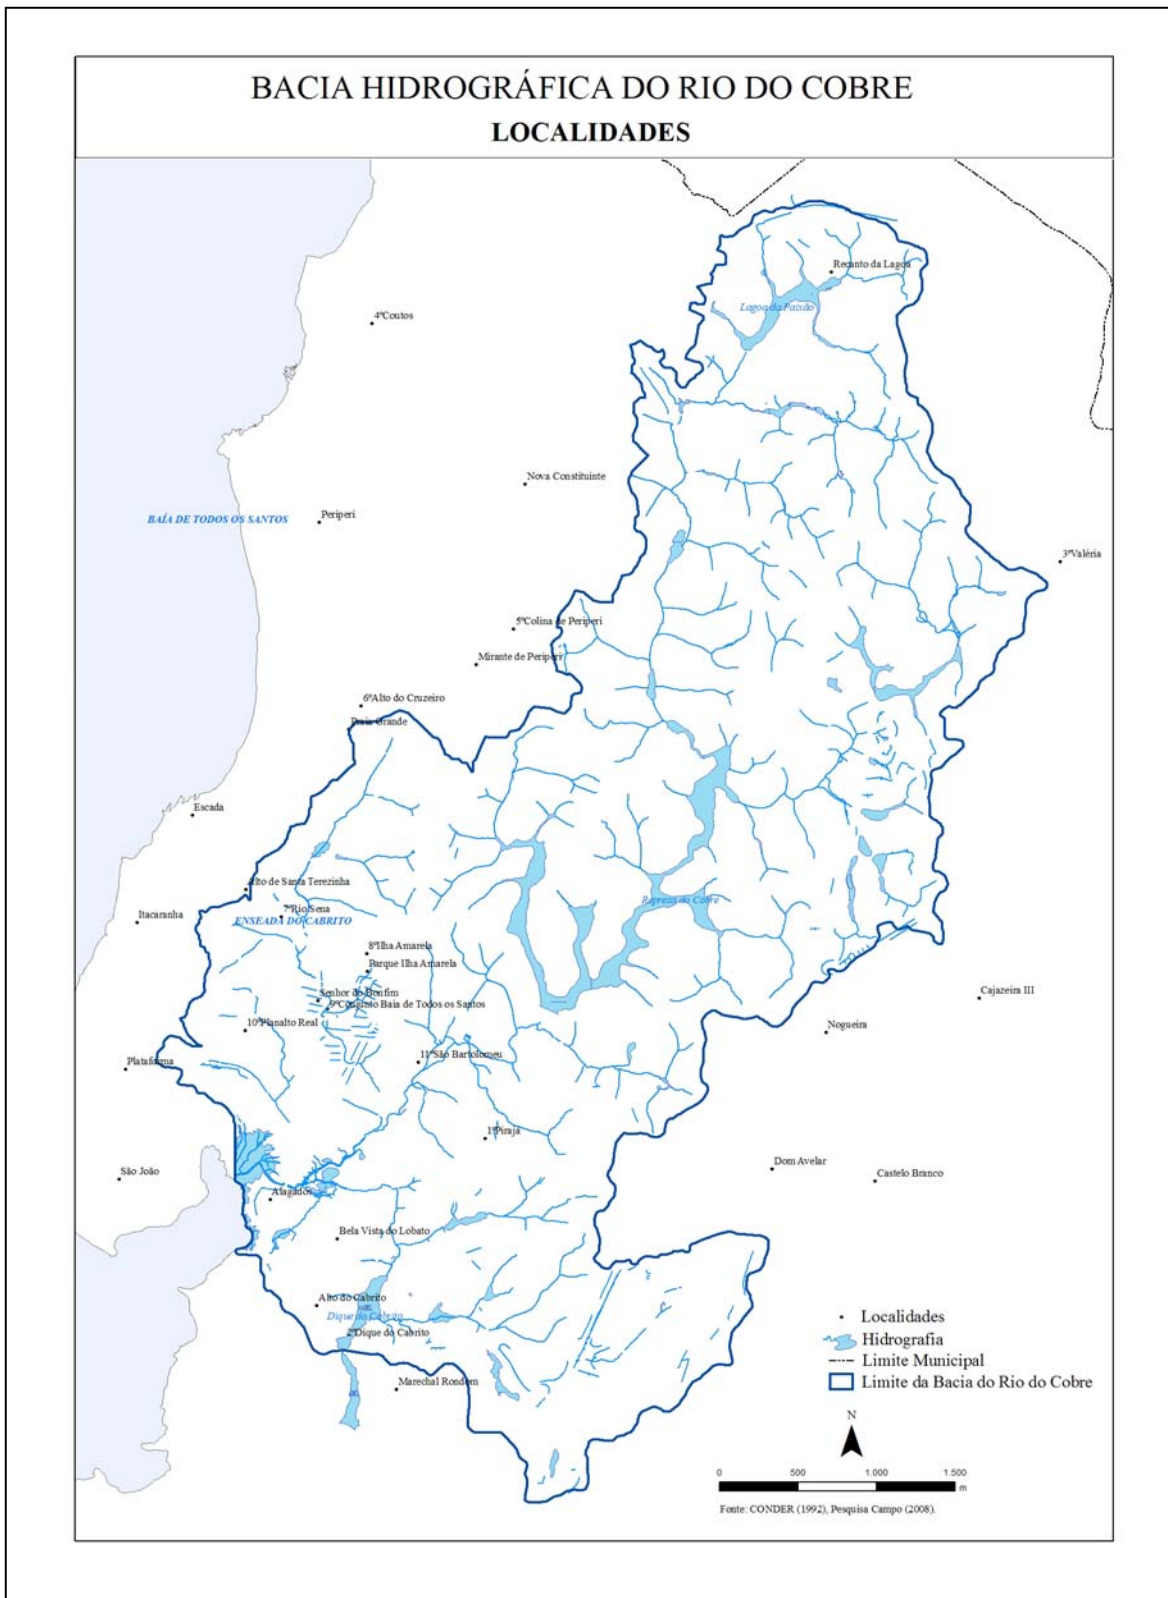 BACIA HIDROGRÁFICA DO RIO DO COBRE
LOCALIDADES
Recanto da Lagoa
Lagoa da Paixão
4ºCoutos
Nova Constituinte
BAÍA DE TODOS OS SANTOS
Periperi
3ºValéria
5ºColina de Periperi
Mirante de Periperi
6ºAlto do Cruzeiro
Praia Grande
Escada
Alto de Santa Terezinha
Represa do Cobre
7ºRio Sena
Itacaranha
ENSEADA DO CABRITO
8ºIlha Amarela
Parque Ilha Amarela
Senhor do Bonfim
9ºConjunto Baia de Todos os Santos
Cajazeira III
10ºPlanalto Real
Nogueira
11ºSão Bartolomeu
Plataforma
1ºPirajá
Dom Avelar
São João
Castelo Branco
Alagados
Bela Vista do Lobato
Alto do Cabrito
Dique do Cabrito
2ºDique do Cabrito
Marechal Rondom
Localidades
Hidrografia
Limite Municipal
Limite da Bacia do Rio do Cobre
N
0 500 1.000 1.500
m
Fonte: CONDER (1992), Pesquisa Campo (2008).